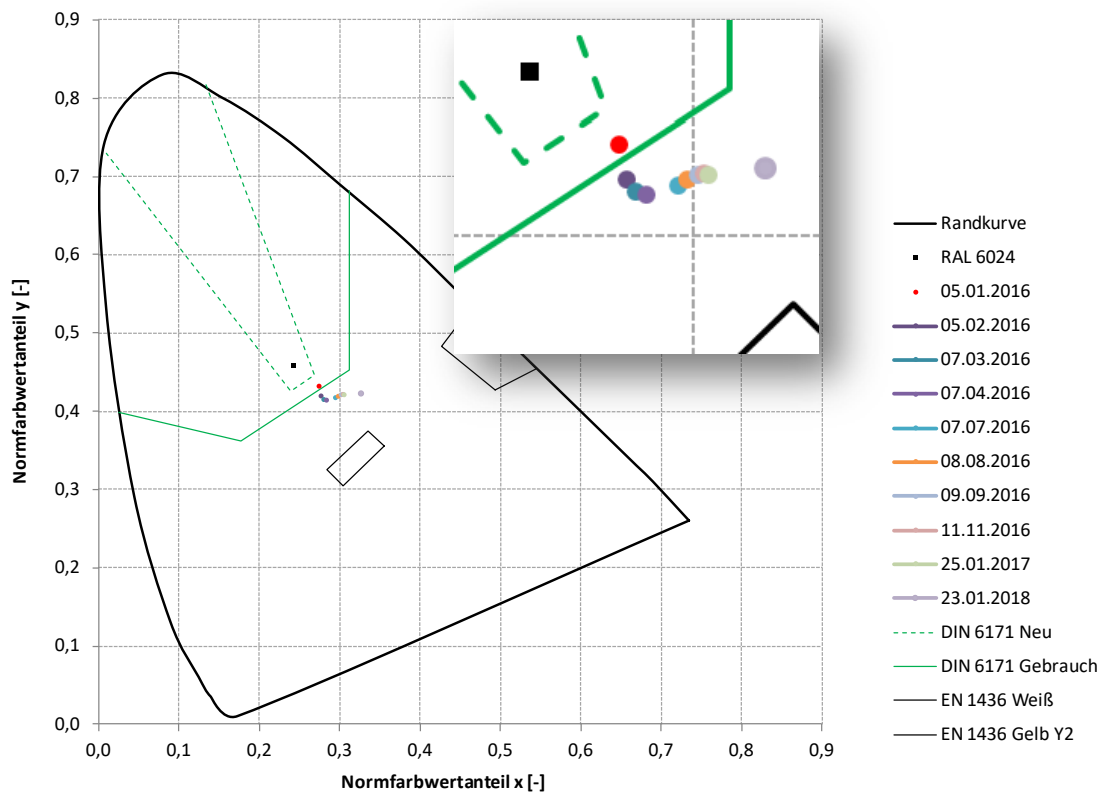 0,9
0,8
0,7
0,6
0,5
0,4
0,3
0,2
0,1
0,0
Normfarbwertanteil y [-]
0,0 0,1 0,2 0,3 0,4 0,5 0,6 0,7 0,8 0,9
Normfarbwertanteil x [-]
Randkurve
RAL 6024
05.01.2016
05.02.2016
07.03.2016
07.04.2016
07.07.2016
08.08.2016
09.09.2016
11.11.2016
25.01.2017
23.01.2018
DIN 6171 Neu
DIN 6171 Gebrauch
EN 1436 Weiß
EN 1436 Gelb Y2